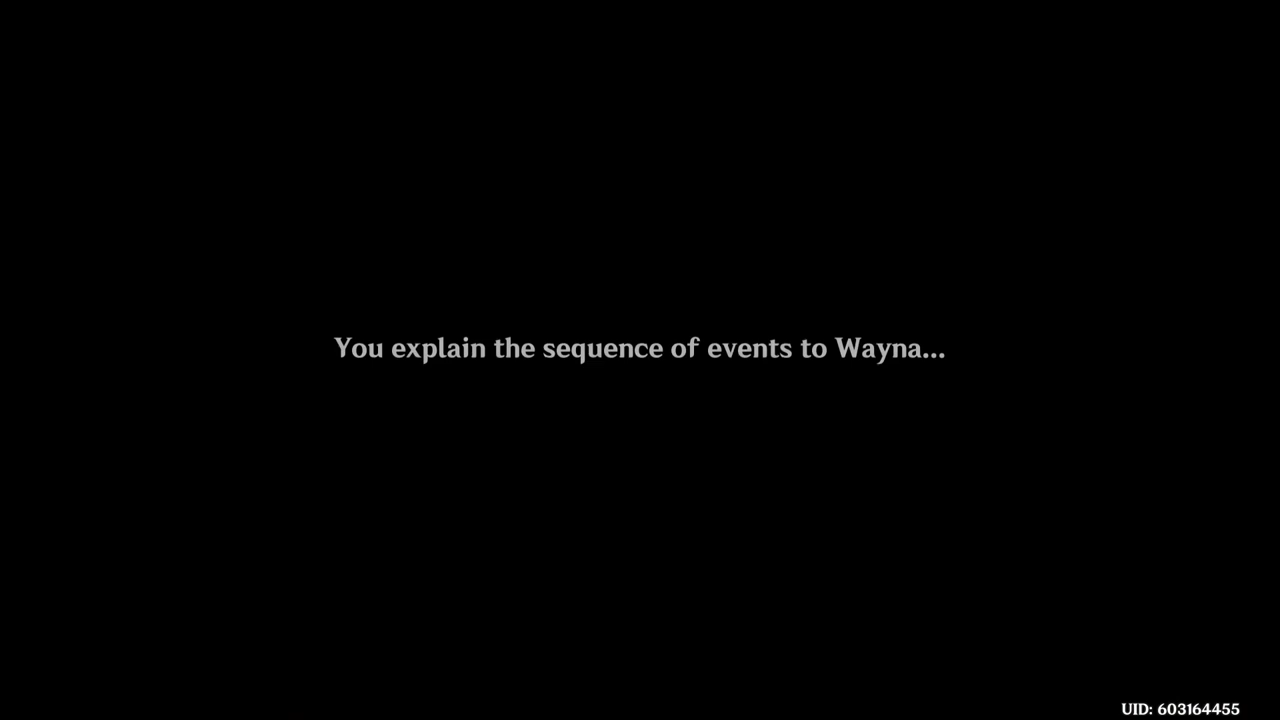 You explain the sequence of events to Wayna...
UID: 603164455